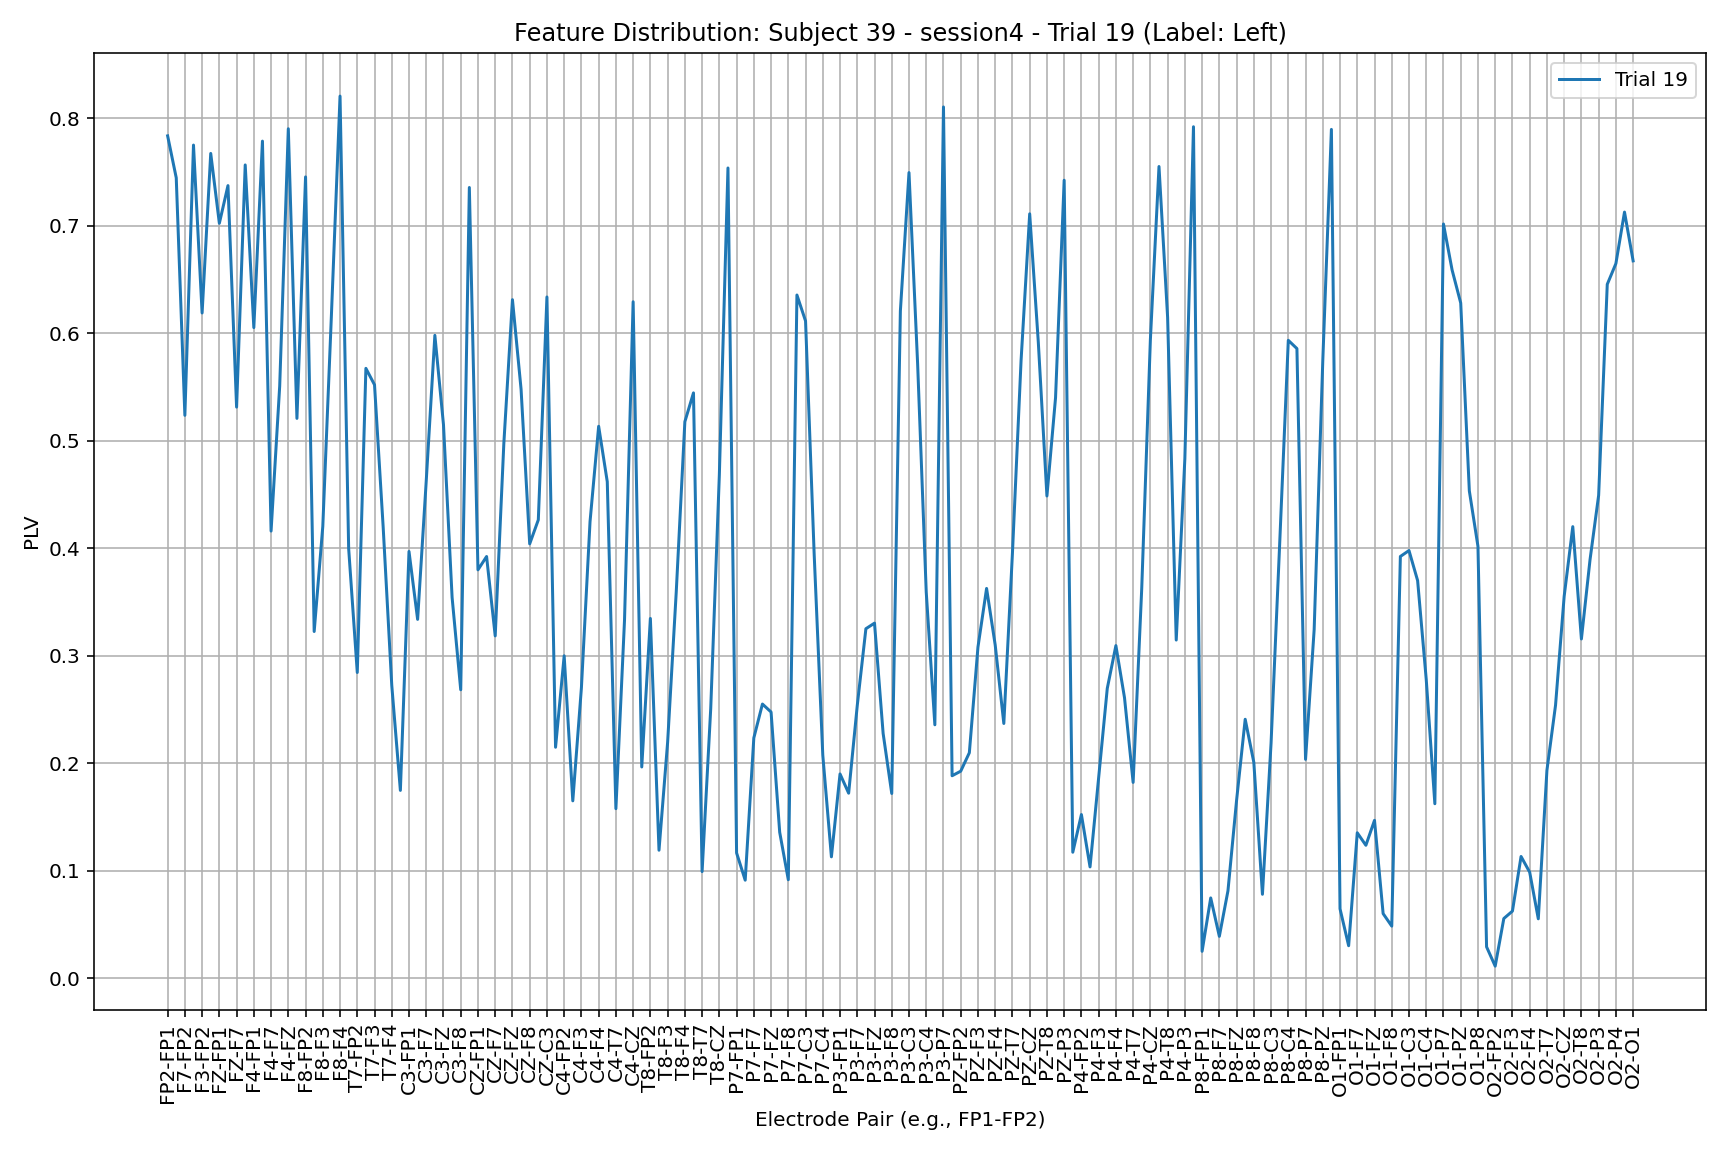 Feature Distribution: Subject 39 - session4 - Trial 19 (Label: Left)
Trial 19
0.8
0.7
0.6
0.5
0.4
0.3
0.2
0.1
0.0
PLV
FP2-FP1
F7-FP2
F3-FP2
FZ-FP1
FZ-F7
F4-FP1
F4-F7
F4-FZ
F8-FP2
F8-F3
F8-F4
T7-FP2
T7-F3
T7-F4
C3-FP1
C3-F7
C3-FZ
C3-F8
CZ-FP1
CZ-F7
CZ-FZ
CZ-F8
CZ-C3
C4-FP2
C4-F3
C4-F4
C4-T7
C4-CZ
T8-FP2
T8-F3
T8-F4
T8-T7
T8-CZ
P7-FP1
P7-F7
P7-FZ
P7-F8
P7-C3
P7-C4
P3-FP1
P3-F7
P3-FZ
P3-F8
P3-C3
P3-C4
P3-P7
PZ-FP2
PZ-F3
PZ-F4
PZ-T7
PZ-CZ
PZ-T8
PZ-P3
P4-FP2
P4-F3
P4-F4
P4-T7
P4-CZ
P4-T8
P4-P3
P8-FP1
P8-F7
P8-FZ
P8-F8
P8-C3
P8-C4
P8-P7
P8-PZ
O1-FP1
O1-F7
O1-FZ
O1-F8
O1-C3
O1-C4
O1-P7
O1-PZ
O1-P8
O2-FP2
O2-F3
O2-F4
O2-T7
O2-CZ
O2-T8
O2-P3
O2-P4
O2-O1
Electrode Pair (e.g., FP1-FP2)